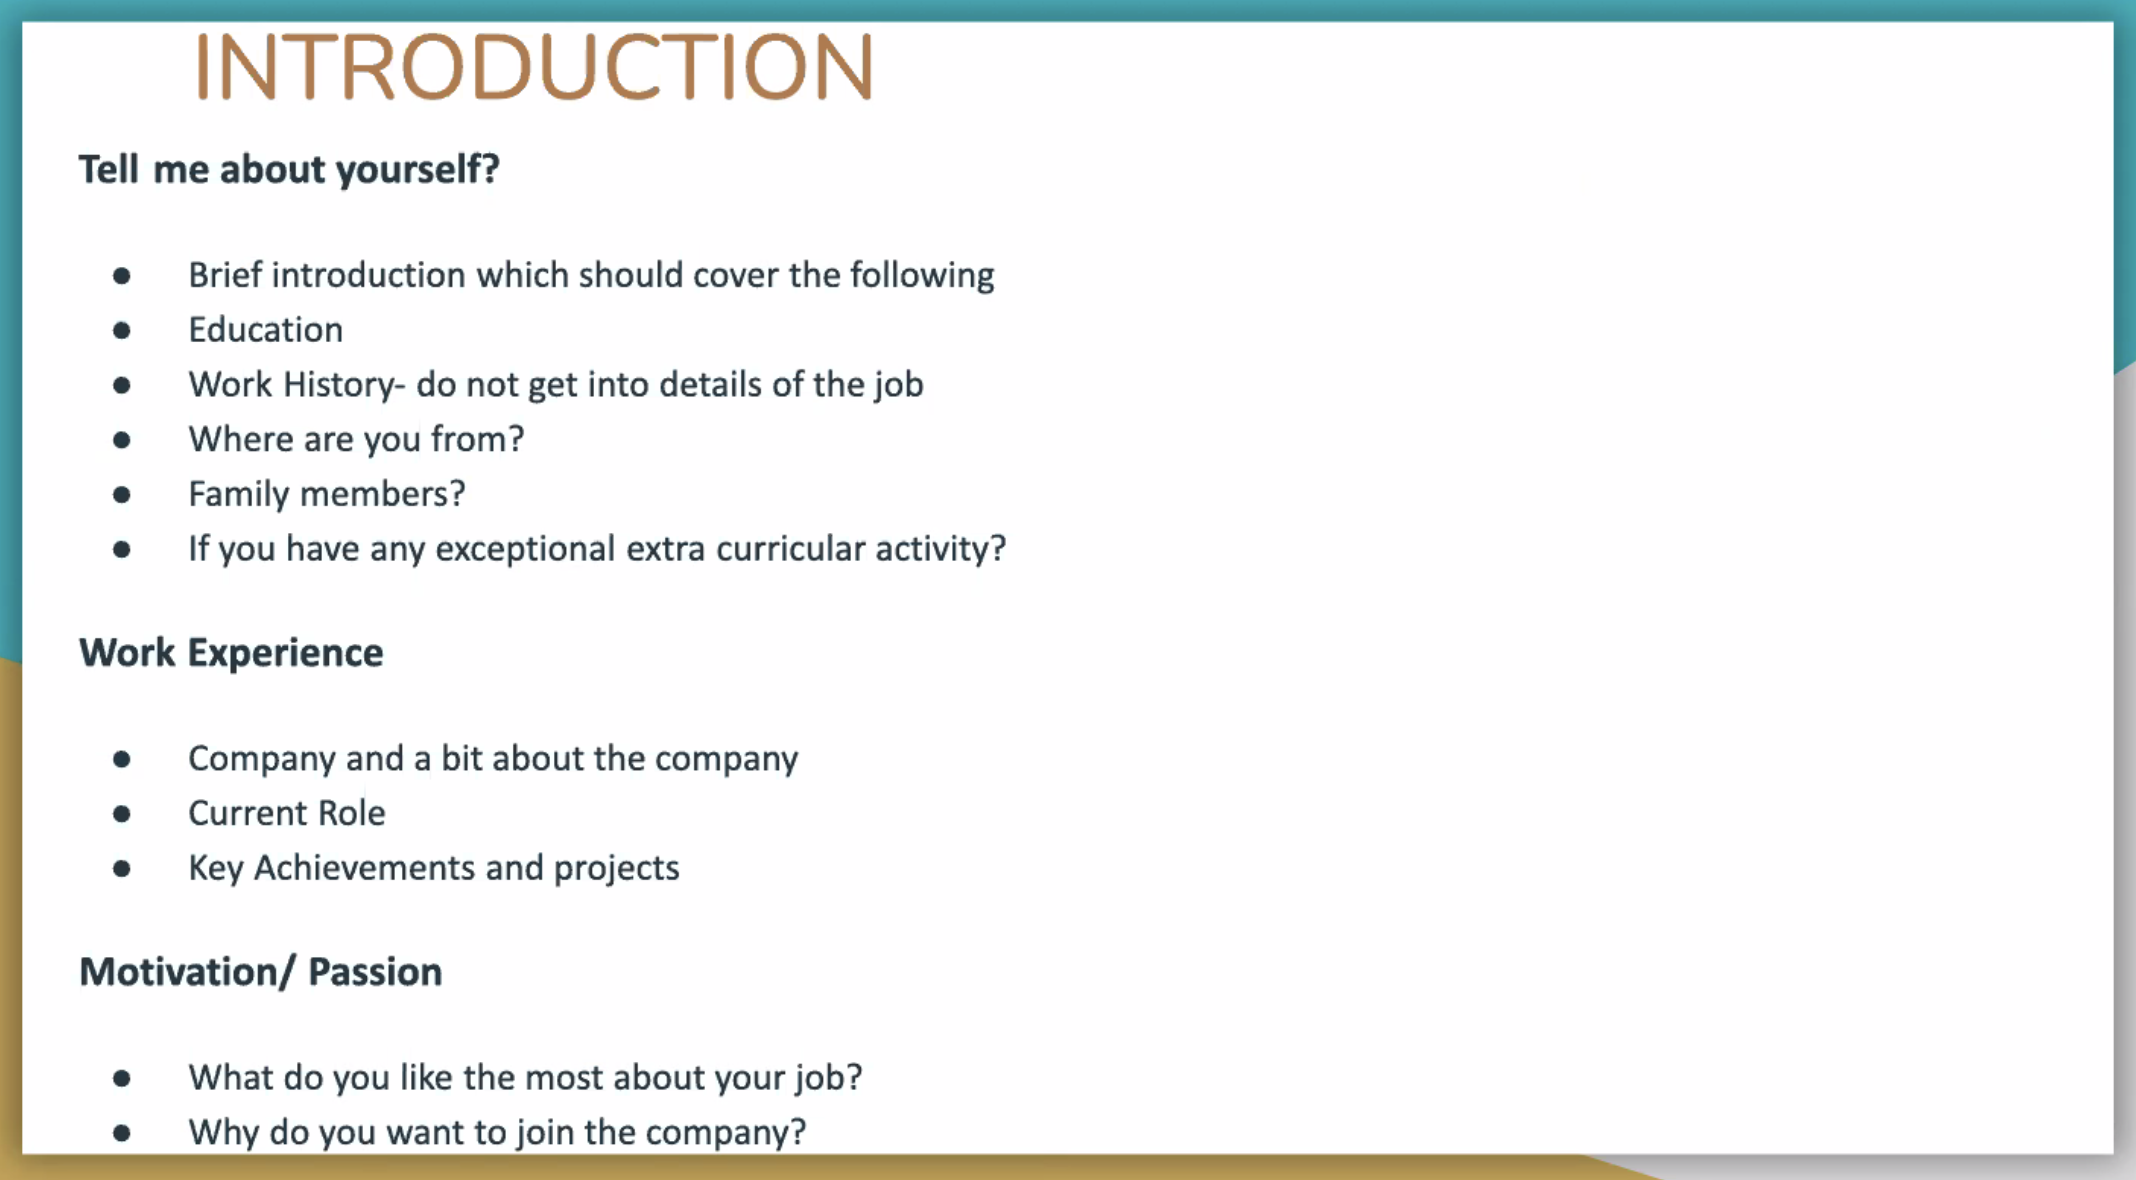 INTRODUCTION
Tell me about yourself?
● Brief introduction which should cover the following
● Education
● Work History- do not get into details of the job
● Where are you from?
● Family members?
● If you have any exceptional extra curricular activity?
Work Experience
● Company and a bit about the company
● Current Role
● Key Achievements and projects
Motivation/ Passion
● What do you like the most about your job?
● Why do you want to join the company?